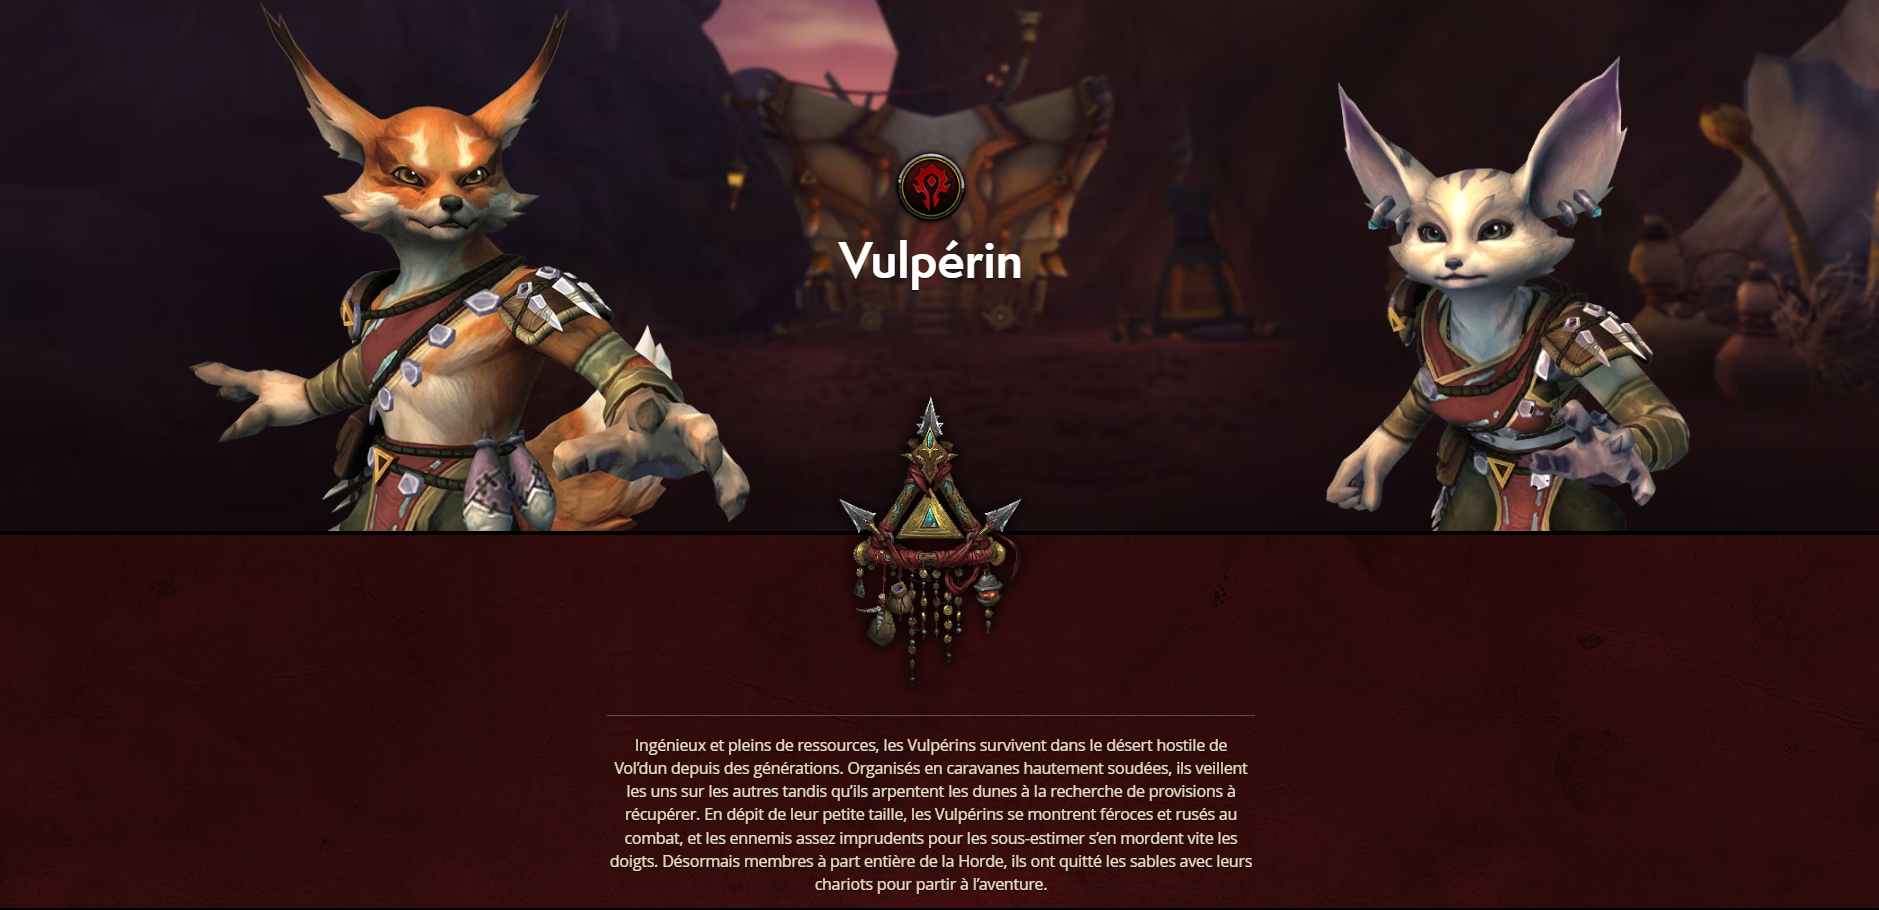 Vulpérin
Ingénieux et pleins de ressources, les Vulpérins survivent dans le désert hostile de
Vol’dun depuis des générations. Organisés en caravanes hautement soudées, ils veillent
les uns sur les autres tandis qu’ils arpentent les dunes à la recherche de provisions à
récupérer. En dépit de leur petite taille, les Vulpérins se montrent féroces et rusés au
combat, et les ennemis assez imprudents pour les sous-estimer s’en mordent vite les
doigts. Désormais membres à part entière de la Horde, ils ont quitté les sables avec leurs
chariots pour partir à l’aventure.